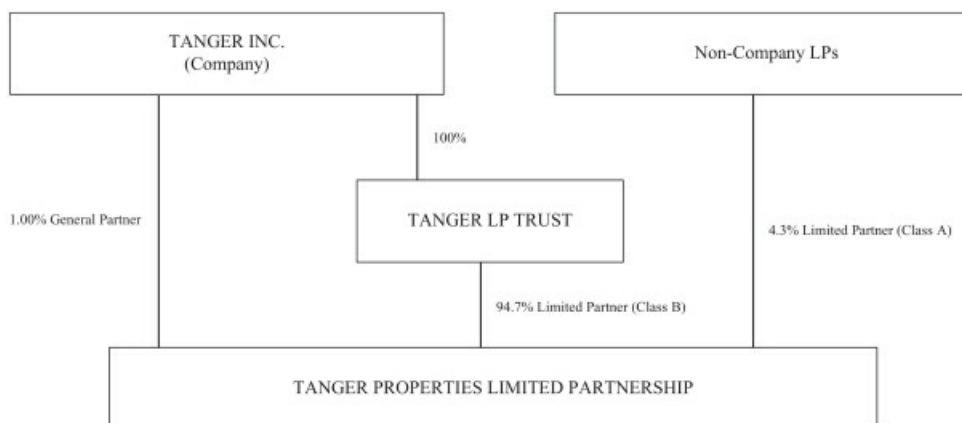 TANGER INC.
(Company)
Non-Company LPs
100%
1.00% General Partner
TANGER LP TRUST
4.3% Limited Partner (Class A)
94.7% Limited Partner (Class B)
TANGER PROPERTIES LIMITED PARTNERSHIP